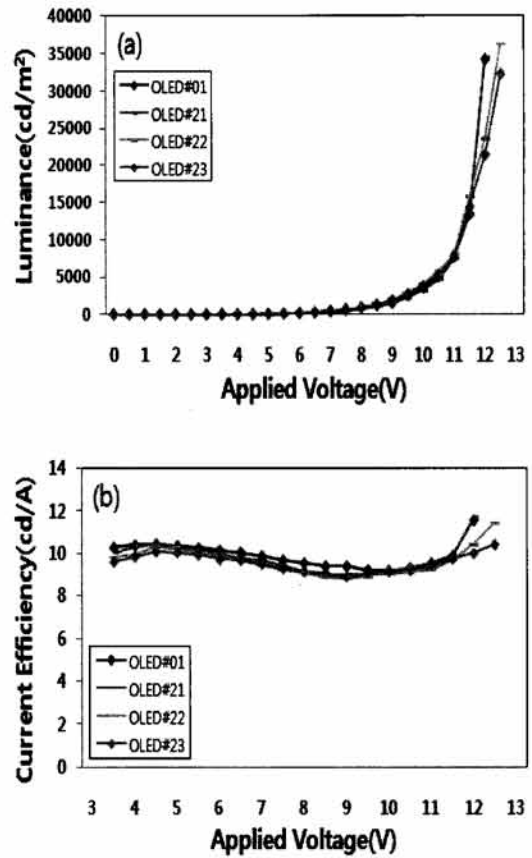 (a)
Luminance(cd/m²)
40000
35000
30000
25000
20000
15000
10000
5000
0
OLED#01
OLED#21
OLED#22
OLED#23
0 1 2 3 4 5 6 7 8 9 10 11 12 13
Applied Voltage(V)
(b)
Current Efficiency(cd/A)
14
12
10
8
6
4
2
0
OLED#01
OLED#21
OLED#22
OLED#23
3 4 5 6 7 8 9 10 11 12 13
Applied Voltage(V)